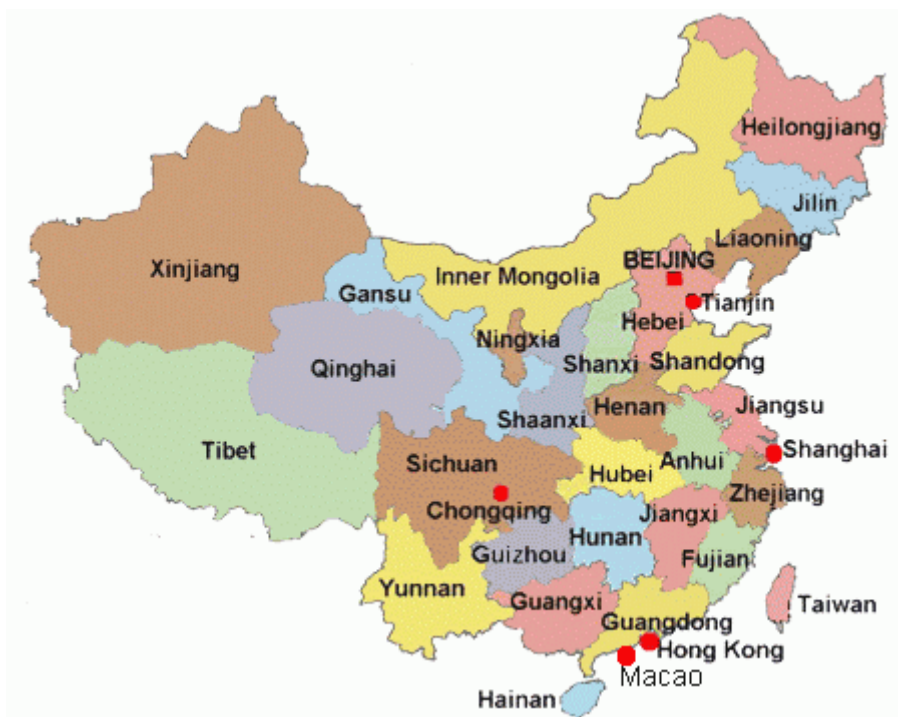 Heilongjiang
Jilin
Liaoning
BEIJING
Xinjiang
Inner Mongolia
Gansu
Tianjin
Hebei
Ningxia
Shanxi
Shandong
Qinghai
Henan
Jiangsu
Shaanxi
Tibet
Shanghai
Sichuan
Anhui
Hubei
Zhejiang
Chongqing
Jiangxi
Hunan
Guizhou
Fujian
Yunnan
Guangxi
Taiwan
Guangdong
Hong Kong
Macao
Hainan